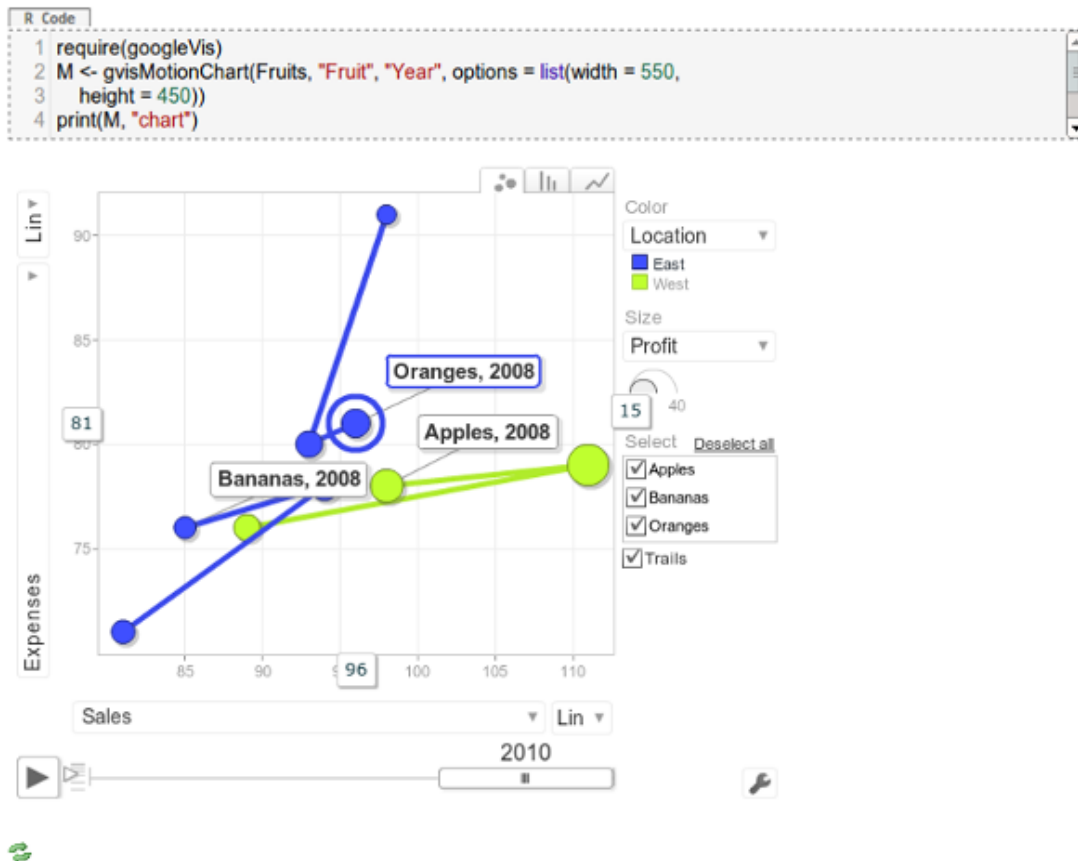 R Code
1 require(googleVis)
2 M <- gvisMotionChart(Fruits, "Fruit", "Year", options = list(width = 550,
3 height = 450))
4 print(M, "chart")
Lin
Color
Location
East
West
Size
Profit
15
40
Select Deselect all
Apples
Bananas
Oranges
Trails
90
85
81
80
75
Oranges, 2008
Apples, 2008
Bananas, 2008
Expenses
85 90 96 100 105 110
Sales
Lin
2010